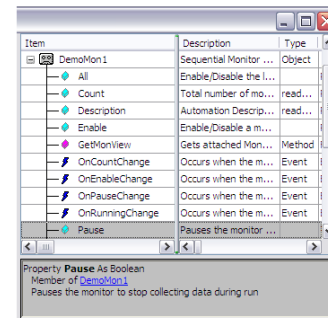 Item Description Type
DemoMon1 Sequential Monitor ... Object
All Enable/Disable the l...
Count Total number of mo... read...
Description Automation Descrip... read...
Enable Enable/Disable a m...
GetMonView Gets attached Mon... Method
OnCountChange Occurs when the m... Event
OnEnableChange Occurs when the m... Event
OnPauseChange Occurs when the m... Event
OnRunningChange Occurs when the m... Event
Pause Pauses the monitor ...
Property Pause As Boolean
Member of DemoMon1
Pauses the monitor to stop collecting data during run